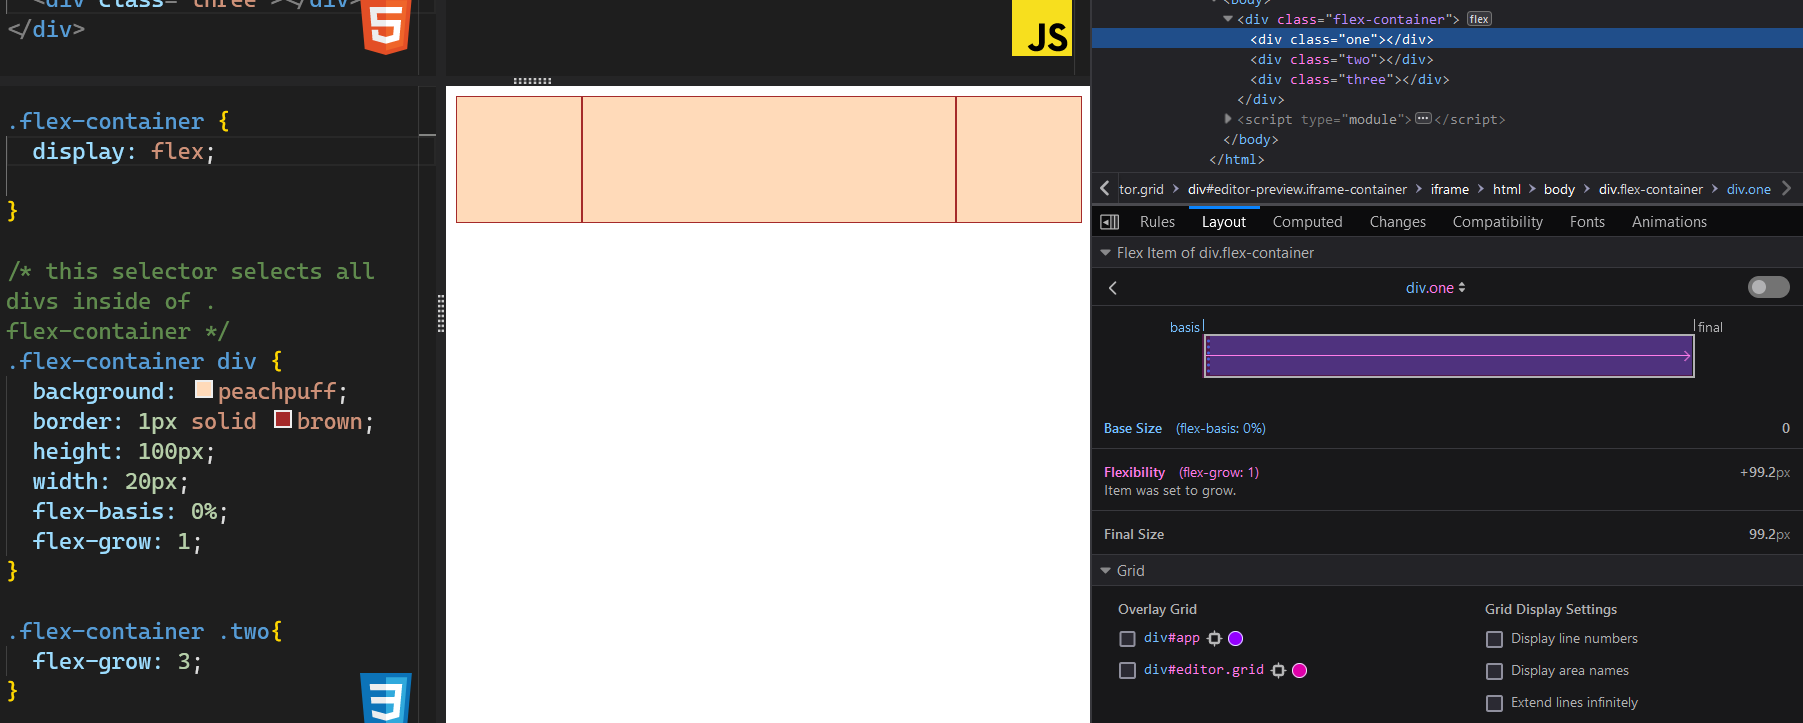 <div class="three"></div>
</div>
5
.flex-container {
display: flex;
}
/* this selector selects all
divs inside of .
flex-container */
.flex-container div {
background: peachpuff;
border: 1px solid brown;
height: 100px;
width: 20px;
flex-basis: 0%;
flex-grow: 1;
}
.flex-container .two{
flex-grow: 3;
}
3
JS
<body>
<div class="flex-container"> flex
<div class="one"></div>
<div class="two"></div>
<div class="three"></div>
</div>
<script type="module"> ••• </script>
</body>
</html>
tor.grid > div#editor-preview.iframe-container > iframe > html > body > div.flex-container > div.one
Rules Layout Computed Changes Compatibility Fonts Animations
Flex Item of div.flex-container
div.one
basis final
Base Size (flex-basis: 0%) 0
Flexibility (flex-grow: 1) +99.2px
Item was set to grow.
Final Size 99.2px
Grid
Overlay Grid
div#app
div#editor.grid
Grid Display Settings
Display line numbers
Display area names
Extend lines infinitely